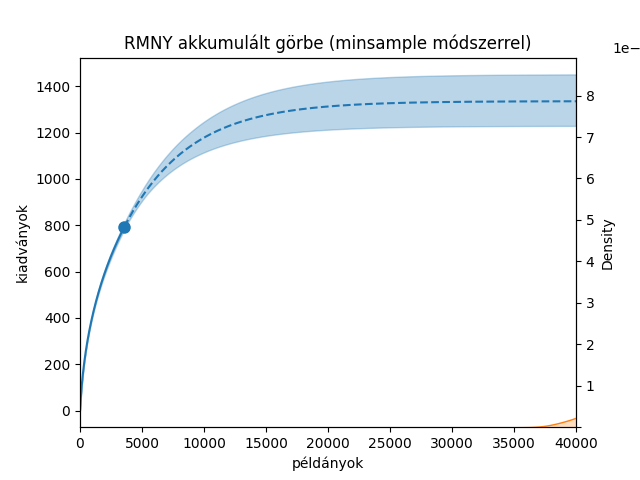 RMNY akkumulált görbe (minsample módszerrel)
1e−
1400
1200
1000
800
600
400
200
0
kiadványok
8
7
6
5
4
3
2
1
Density
0 5000 10000 15000 20000 25000 30000 35000 40000
példányok